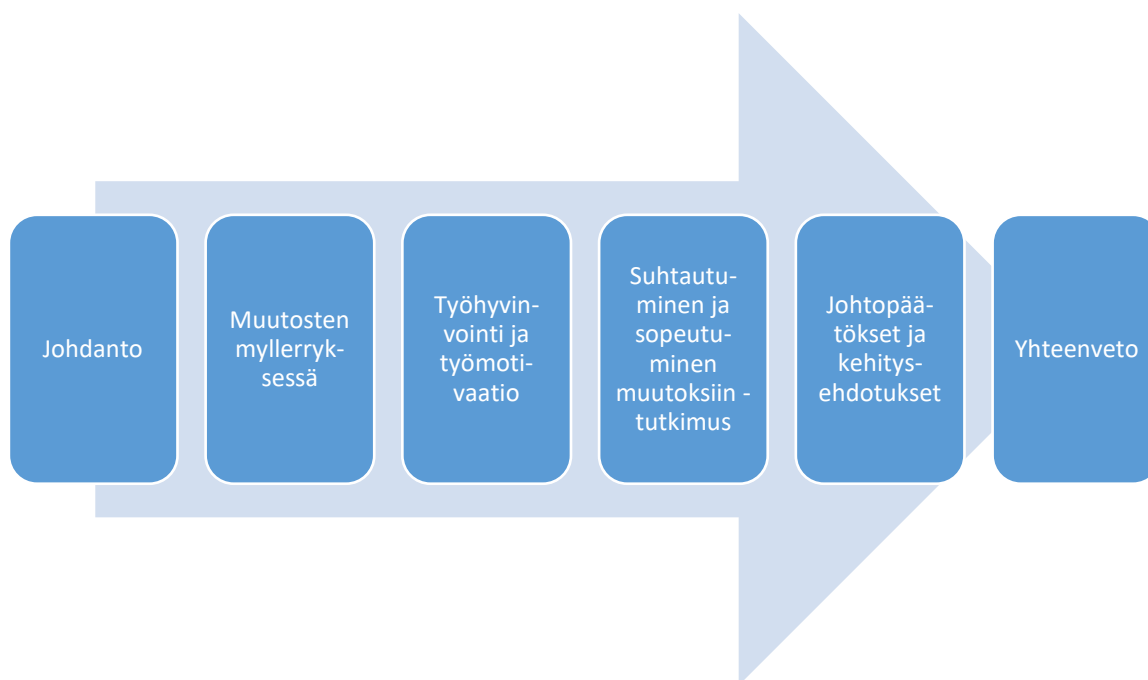 Johdanto
Muutosten
myllerryk-
sessä
Työhyvin-
vointi ja
työmoti-
vaatio
Suhtautu-
minen ja
sopeutu-
minen
muutoksiin -
tutkimus
Johtopää-
tökset ja
kehitys-
ehdotukset
Yhteenveto